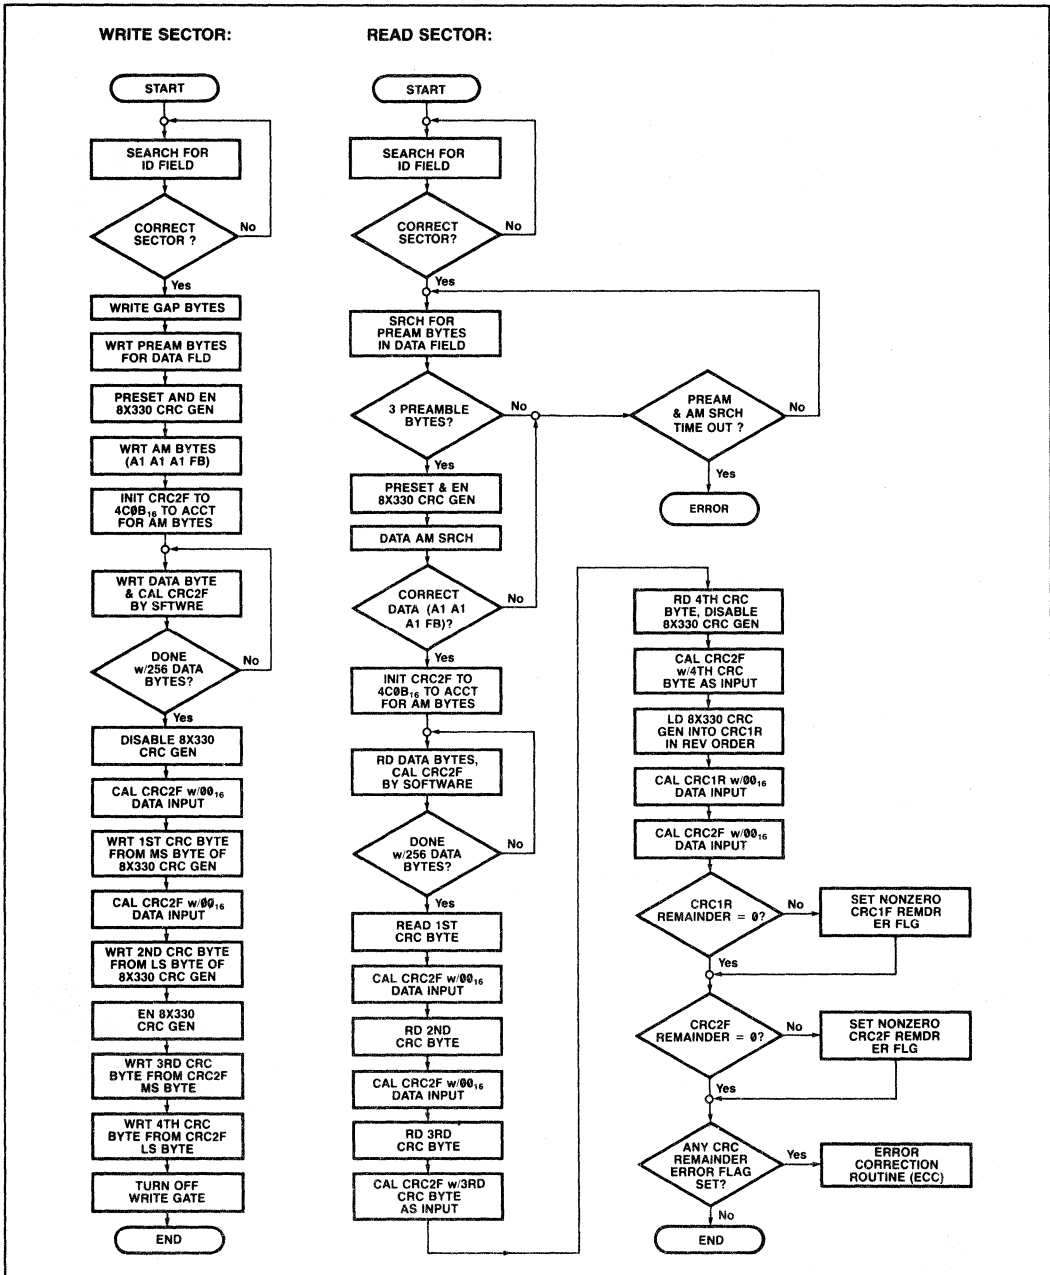 WRITE SECTOR:
START
SEARCH FOR
ID FIELD
CORRECT
SECTOR ?
No
Yes
WRITE GAP BYTES
WRT PREAM BYTES
FOR DATA FLD
PRESET AND EN
8X330 CRC GEN
WRT AM BYTES
(A1 A1 A1 FB)
INIT CRC2F TO
4C0B₁₆ TO ACCT
FOR AM BYTES
WRT DATA BYTE
& CAL CRC2F
BY SFTWRE
DONE
w/256 DATA
BYTES?
No
Yes
DISABLE 8X330
CRC GEN
CAL CRC2F w/00₁₆
DATA INPUT
WRT 1ST CRC BYTE
FROM MS BYTE OF
8X330 CRC GEN
CAL CRC2F w/00₁₆
DATA INPUT
WRT 2ND CRC BYTE
FROM LS BYTE OF
8X330 CRC GEN
EN 8X330
CRC GEN
WRT 3RD CRC
BYTE FROM CRC2F
MS BYTE
WRT 4TH CRC
BYTE FROM CRC2F
LS BYTE
TURN OFF
WRITE GATE
END
READ SECTOR:
START
SEARCH FOR
ID FIELD
CORRECT
SECTOR?
No
Yes
SRCH FOR
PREAM BYTES
IN DATA FIELD
3 PREAMBLE
BYTES?
No
Yes
PREAM
& AM SRCH
TIME OUT ?
No
Yes
ERROR
PRESET & EN
8X330 CRC GEN
DATA AM SRCH
CORRECT
DATA (A1 A1
A1 FB)?
No
Yes
INIT CRC2F TO
4C0B₁₆ TO ACCT
FOR AM BYTES
RD DATA BYTES,
CAL CRC2F
BY SOFTWARE
DONE
w/256 DATA
BYTES?
No
Yes
READ 1ST
CRC BYTE
CAL CRC2F w/00₁₆
DATA INPUT
RD 2ND
CRC BYTE
CAL CRC2F w/00₁₆
DATA INPUT
RD 3RD
CRC BYTE
CAL CRC2F w/3RD
CRC BYTE
AS INPUT
RD 4TH CRC
BYTE, DISABLE
8X330 CRC GEN
CAL CRC2F
w/4TH CRC
BYTE AS INPUT
LD 8X330 CRC
GEN INTO CRC1R
IN REV ORDER
CAL CRC1R w/00₁₆
DATA INPUT
CAL CRC2F w/00₁₆
DATA INPUT
CRC1R
REMAINDER = 0?
No
SET NONZERO
CRC1F REMDR
ER FLG
Yes
CRC2F
REMAINDER = 0?
No
SET NONZERO
CRC2F REMDR
ER FLG
Yes
ANY CRC
REMAINDER
ERROR FLAG
SET?
Yes
ERROR
CORRECTION
ROUTINE (ECC)
No
END